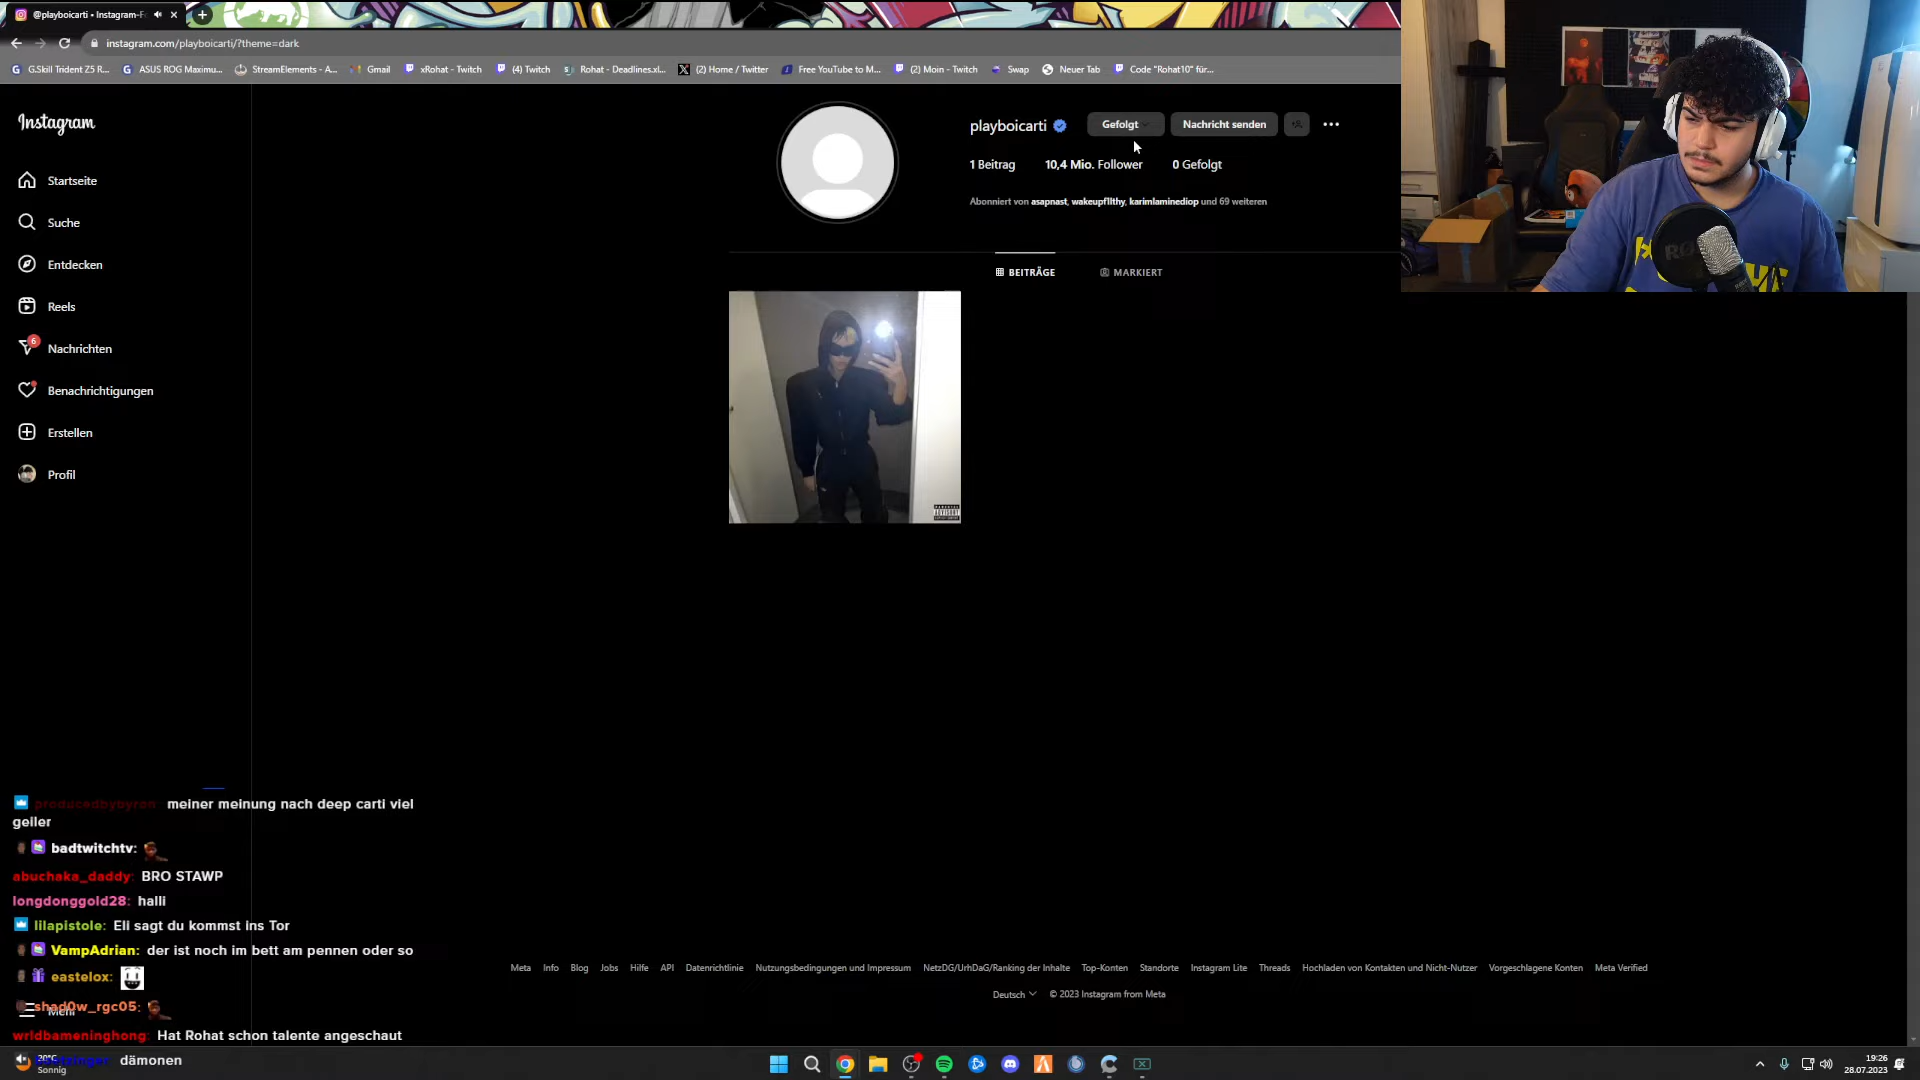 @playboicarti • Instagram-F
instagram.com/playboicarti/?theme=dark
G.Skill Trident Z5 R...
ASUS ROG Maximu...
StreamElements - A...
Gmail
xRohat - Twitch
(4) Twitch
Rohat - Deadlines.xl...
(2) Home / Twitter
Free YouTube to M...
(2) Moin - Twitch
Swap
Neuer Tab
Code "Rohat10" für...
Instagram
Startseite
Suche
Entdecken
Reels
6
Nachrichten
Benachrichtigungen
Erstellen
Profil
playboicarti
Gefolgt
Nachricht senden
1 Beitrag
10,4 Mio. Follower
0 Gefolgt
Abonniert von asapnast, wakeupf1lthy, karimlaminediop und 69 weiteren
BEITRÄGE
MARKIERT
producedbybyron: meiner meinung nach deep carti viel
geiler
badtwitchtv:
abuchaka_daddy: BRO STAWP
longdonggold28: halli
lilapistole: Eli sagt du kommst ins Tor
VampAdrian: der ist noch im bett am pennen oder so
eastelox:
shad0w_rgc05:
Mehr
wrldbameninghong: Hat Rohat schon talente angeschaut
dämonen
Meta
Info
Blog
Jobs
Hilfe
API
Datenrichtlinie
Nutzungsbedingungen und Impressum
NetzDG/UrhDaG/Ranking der Inhalte
Top-Konten
Standorte
Instagram Lite
Threads
Hochladen von Kontakten und Nicht-Nutzer
Vorgeschlagene Konten
Meta Verified
Deutsch
© 2023 Instagram from Meta
Sonnig
19:26
28.07.2023